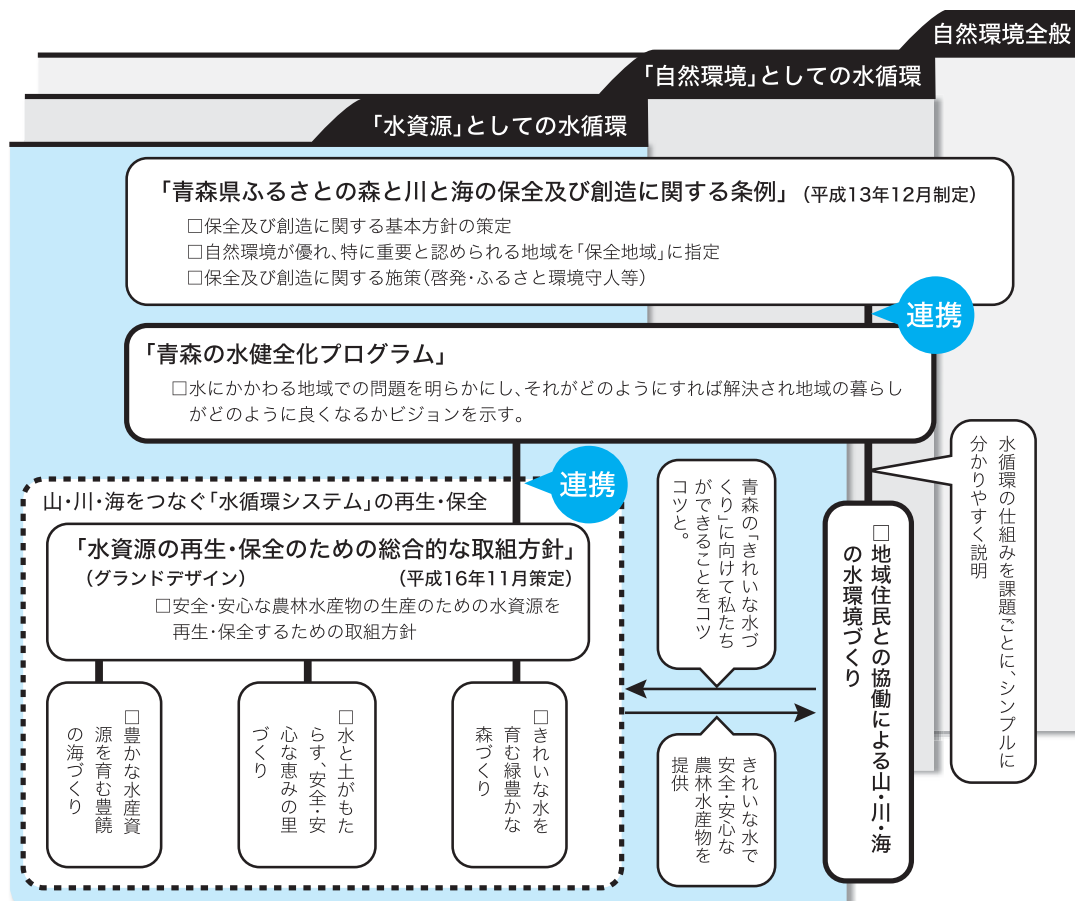 自然環境全般
「自然環境」としての水循環
「水資源」としての水循環
「青森県ふるさとの森と川と海の保全及び創造に関する条例」（平成13年12月制定）
□保全及び創造に関する基本方針の策定
□自然環境が優れ、特に重要と認められる地域を「保全地域」に指定
□保全及び創造に関する施策（啓発・ふるさと環境守人等）
連携
「青森の水健全化プログラム」
□水にかかわる地域での問題を明らかにし、それがどのようにすれば解決され地域の暮らし
がどのように良くなるかビジョンを示す。
連携
山・川・海をつなぐ「水循環システム」の再生・保全
「水資源の再生・保全のための総合的な取組方針」
（グランドデザイン）　（平成16年11月策定）
□安全・安心な農林水産物の生産のための水資源を
再生・保全するための取組方針
□豊かな水産資
源を育む豊饒
の海づくり
□水と土がもた
らす、安全・安
心な恵みの里
づくり
□きれいな水を
育む緑豊かな
森づくり
青森の「きれいな水づ
くり」に向けて私たち
ができることをコツ
コツと。
きれいな水で
安全・安心な
農林水産物を
提供
□地域住民との協働による山・川・海
の水環境づくり
水循環の仕組みを課題ごとに、シンプルに
分かりやすく説明